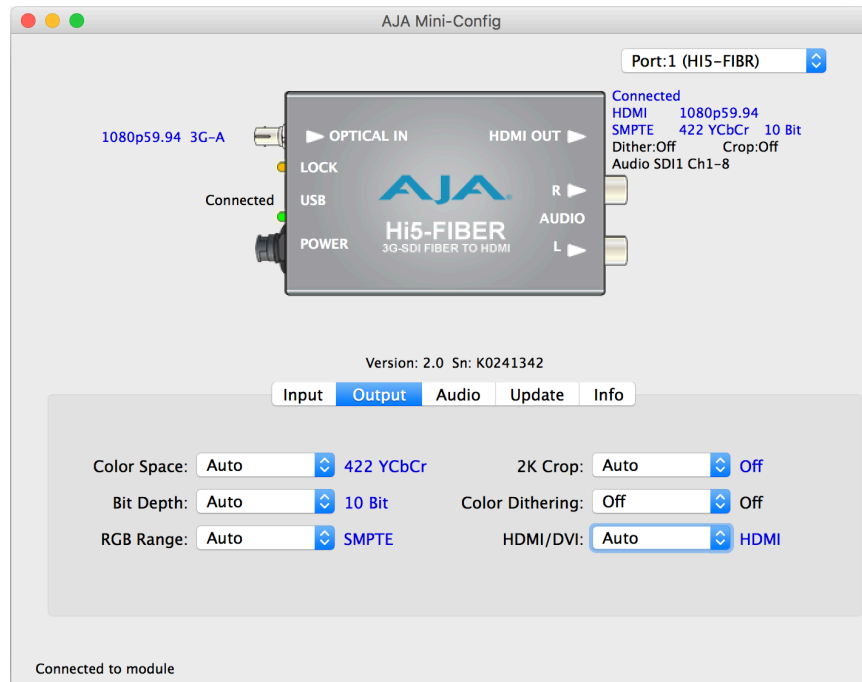 AJA Mini-Config
Port:1 (HI5-FIBR)
Connected
HDMI 1080p59.94
SMPTE 422 YCbCr 10 Bit
Dither:Off Crop:Off
Audio SDI1 Ch1-8
1080p59.94 3G-A
OPTICAL IN HDMI OUT
LOCK
Connected
USB
AJA
R
AUDIO
Hi5-FIBER
3G-SDI FIBER TO HDMI
POWER
L
Version: 2.0 Sn: K0241342
Input Output Audio Update Info
Color Space: Auto 422 YCbCr 2K Crop: Auto Off
Bit Depth: Auto 10 Bit Color Dithering: Off Off
RGB Range: Auto SMPTE HDMI/DVI: Auto HDMI
Connected to module